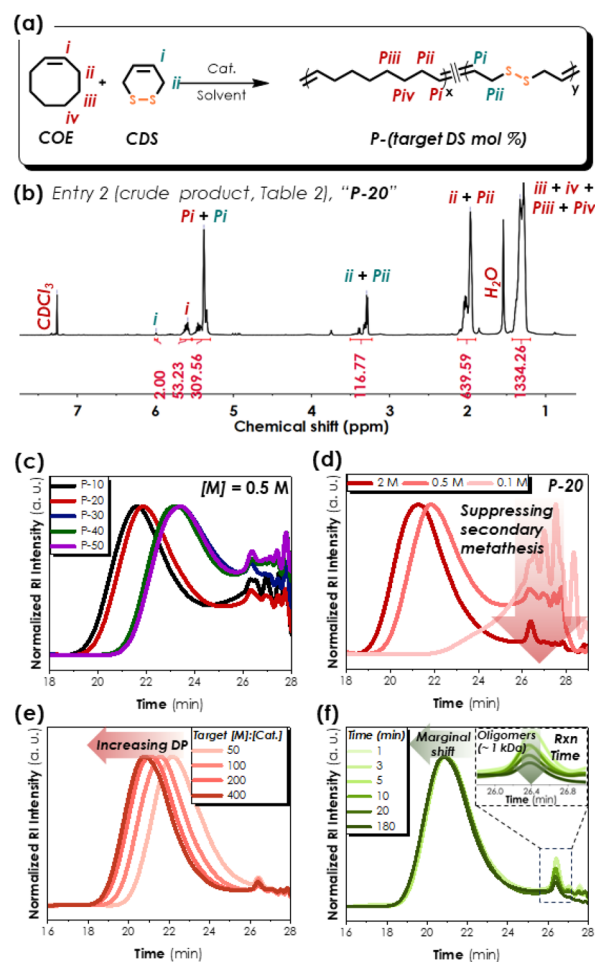 (a)
i
ii
iii
iv
COE
+
i
ii
S–S
CDS
Cat.
Solvent
Piii Pii
Piv Pi
x
Pi
Pii
S
S
y
P-(target DS mol %)
(b) Entry 2 (crude product, Table 2), “P-20”
CDCl3
i
i
Pi + Pi
ii + Pii
ii + Pii
H2O
iii + iv +
Piii + Piv
2.00
53.23
309.56
116.77
639.59
1334.26
7 6 5 4 3 2 1
Chemical shift (ppm)
(c)
P-10
P-20
P-30
P-40
P-50
[M] = 0.5 M
Normalized RI Intensity (a. u.)
16 18 20 22 24 26 28
Time (min)
(d)
P-20
2 M 0.5 M 0.1 M
Suppressing
secondary
metathesis
Normalized RI Intensity (a. u.)
16 18 20 22 24 26 28
Time (min)
(e)
Increasing DP
Target [M]:[Cat.]
50
100
200
400
Normalized RI Intensity (a. u.)
16 18 20 22 24 26 28
Time (min)
(f)
Time (min)
1
3
5
10
20
180
Marginal
shift
Oligomers
(~ 1 kDa)
Rxn
Time
26.0 26.4 26.8
Time (min)
Normalized RI Intensity (a. u.)
16 18 20 22 24 26 28
Time (min)